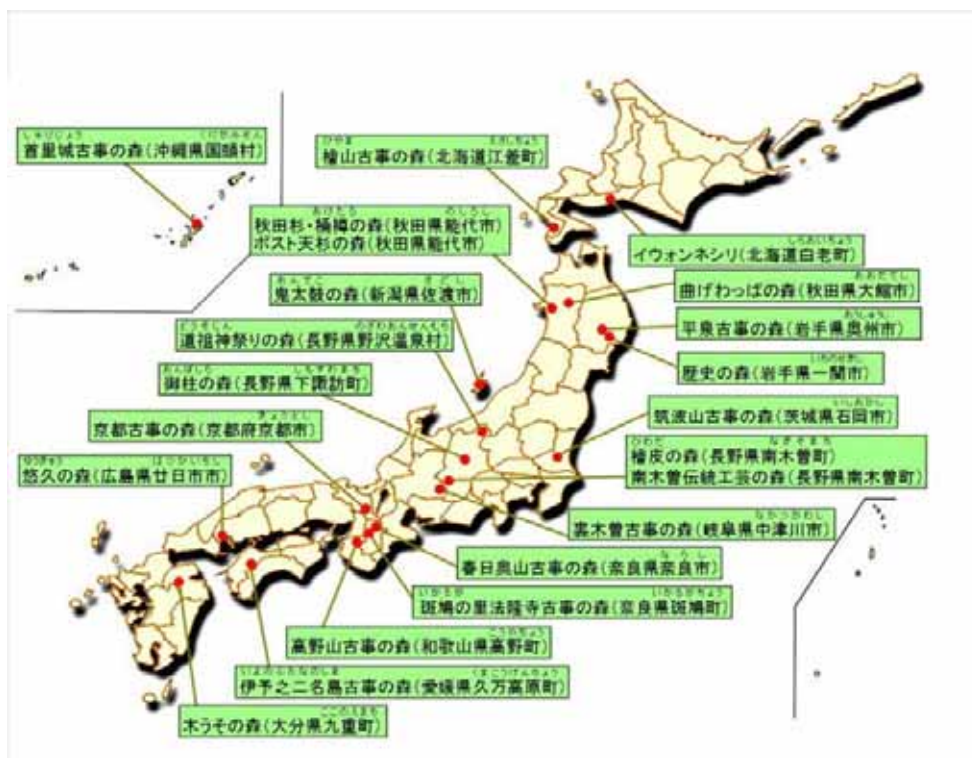 首里城古事の森(沖縄県国頭村)
檜山古事の森(北海道江差町)
秋田杉・桶樽の森(秋田県能代市)
ポスト天杉の森(秋田県能代市)
イウォンネシリ(北海道白老町)
鬼太鼓の森(新潟県佐渡市)
曲げわっぱの森(秋田県大館市)
道祖神祭りの森(長野県野沢温泉村)
平泉古事の森(岩手県奥州市)
御柱の森(長野県下諏訪町)
歴史の森(岩手県一関市)
京都古事の森(京都府京都市)
筑波山古事の森(茨城県石岡市)
悠久の森(広島県廿日市市)
檜皮の森(長野県南木曽町)
南木曽伝統工芸の森(長野県南木曽町)
裏木曽古事の森(岐阜県中津川市)
春日奥山古事の森(奈良県奈良市)
斑鳩の里法隆寺古事の森(奈良県斑鳩町)
高野山古事の森(和歌山県高野町)
伊予之二名島古事の森(愛媛県久万高原町)
木うその森(大分県九重町)